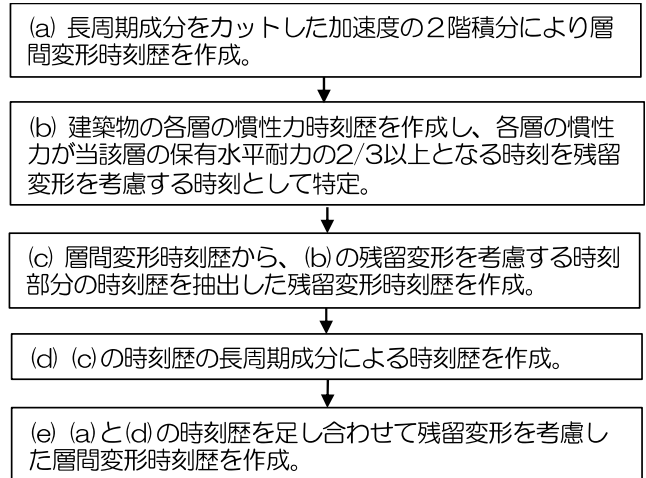 (a) 長周期成分をカットした加速度の２階積分により層
間変形時刻歴を作成。
(b) 建築物の各層の慣性力時刻歴を作成し、各層の慣性
力が当該層の保有水平耐力の2/3以上となる時刻を残留
変形を考慮する時刻として特定。
(c) 層間変形時刻歴から、(b)の残留変形を考慮する時刻
部分の時刻歴を抽出した残留変形時刻歴を作成。
(d) (c)の時刻歴の長周期成分による時刻歴を作成。
(e) (a)と(d)の時刻歴を足し合わせて残留変形を考慮し
た層間変形時刻歴を作成。